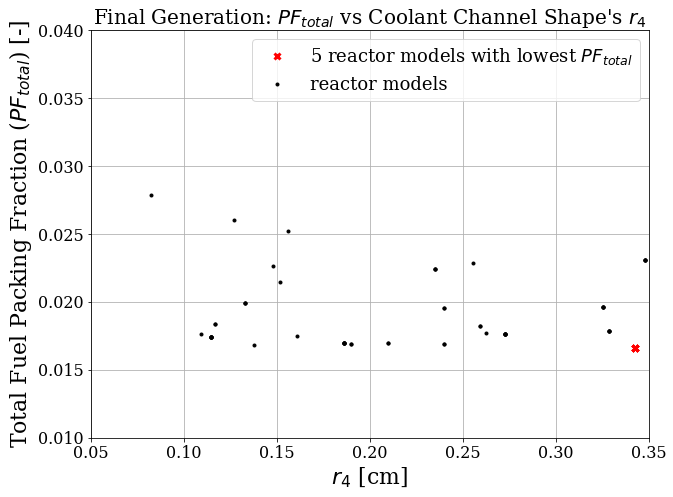 Final Generation: PF_total vs Coolant Channel Shape's r_4
5 reactor models with lowest PF_total
reactor models
Total Fuel Packing Fraction (PF_total) [-]
0.040
0.035
0.030
0.025
0.020
0.015
0.010
0.05 0.10 0.15 0.20 0.25 0.30 0.35
r_4 [cm]